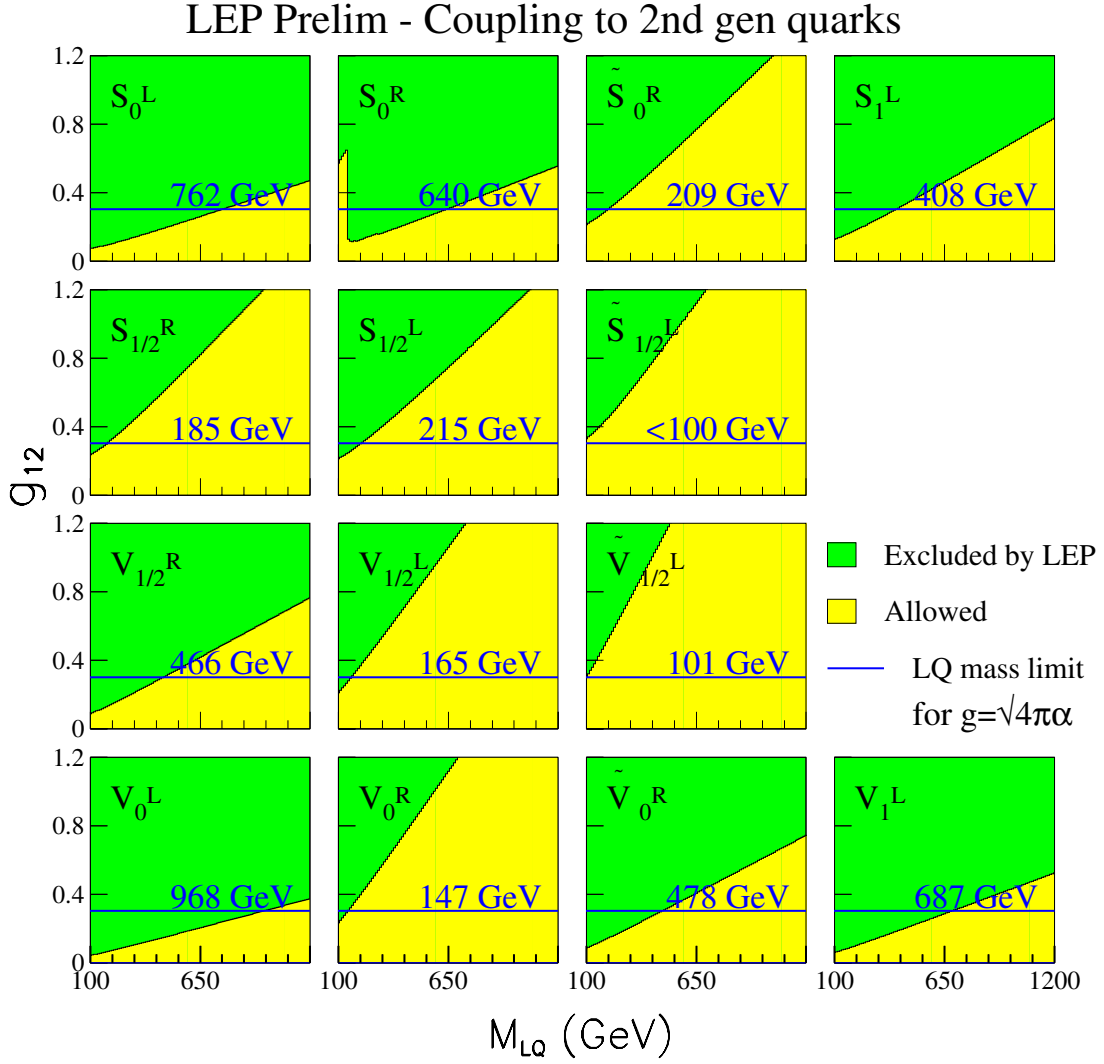 LEP Prelim - Coupling to 2nd gen quarks
1.2
0.8
0.4
0
S₀ᴸ
762 GeV
S₀ᴿ
640 GeV
S̃₀ᴿ
209 GeV
S₁ᴸ
408 GeV
1.2
0.8
0.4
0
S₁/₂ᴿ
185 GeV
S₁/₂ᴸ
215 GeV
S̃₁/₂ᴸ
<100 GeV
g₁₂
1.2
0.8
0.4
0
V₁/₂ᴿ
466 GeV
V₁/₂ᴸ
165 GeV
Ṽ₁/₂ᴸ
101 GeV
Excluded by LEP
Allowed
LQ mass limit
for g=√4πα
1.2
0.8
0.4
0
V₀ᴸ
968 GeV
V₀ᴿ
147 GeV
Ṽ₀ᴿ
478 GeV
V₁ᴸ
687 GeV
100 650 100 650 100 650 100 650 1200
M_LQ (GeV)